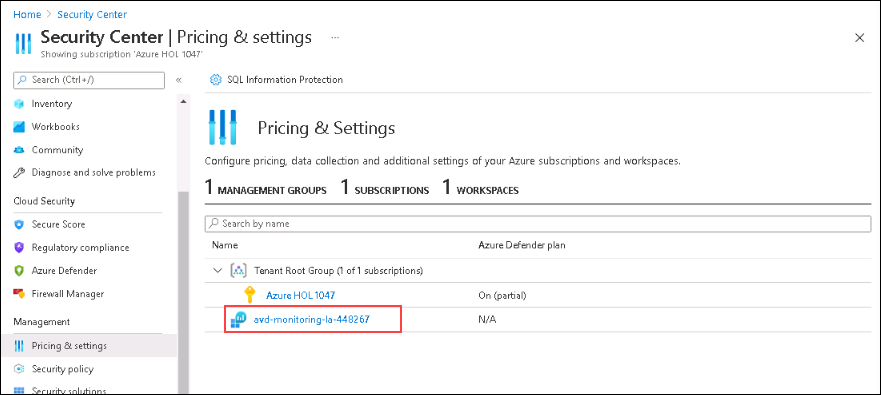 Home > Security Center >
Security Center | Pricing & settings ...
Showing subscription 'Azure HOL 1047'
Search (Ctrl+/)
«
Inventory
Workbooks
Community
Diagnose and solve problems
Cloud Security
Secure Score
Regulatory compliance
Azure Defender
Firewall Manager
Management
Pricing & settings
Security policy
Security solutions
SQL Information Protection
Pricing & Settings
Configure pricing, data collection and additional settings of your Azure subscriptions and workspaces.
1 MANAGEMENT GROUPS 1 SUBSCRIPTIONS 1 WORKSPACES
Search by name
Name Azure Defender plan
Tenant Root Group (1 of 1 subscriptions)
Azure HOL 1047 On (partial)
avd-monitoring-la-448267 N/A